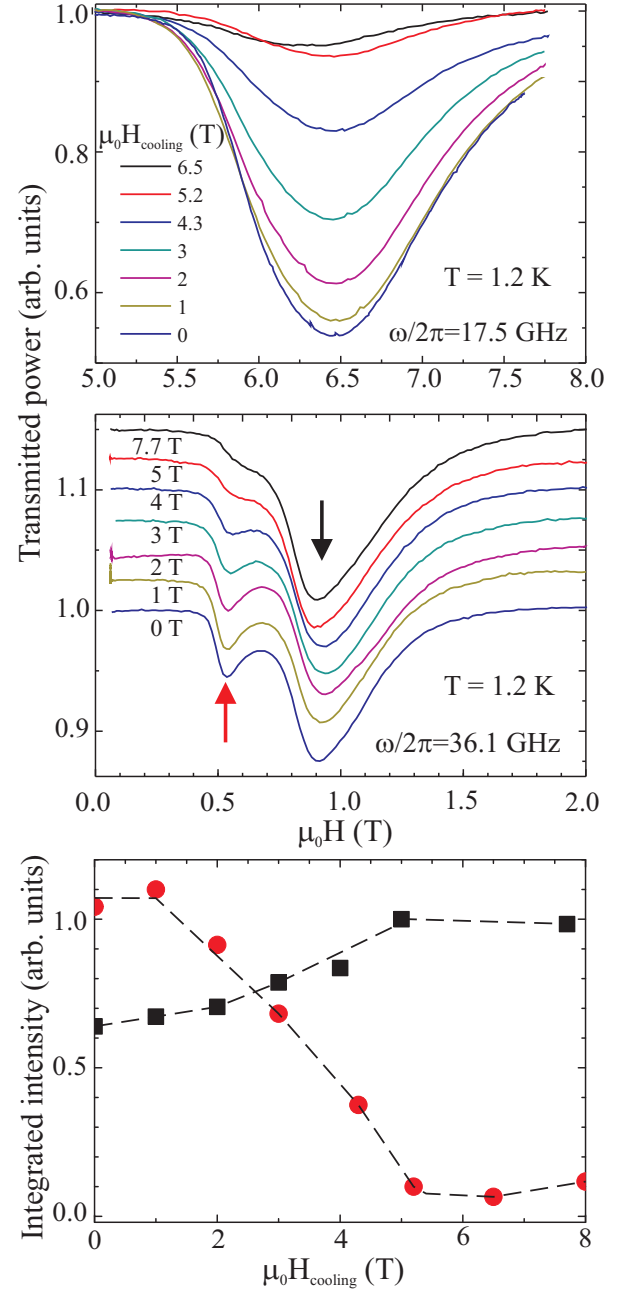 1.0
0.8
0.6
μ₀H_cooling (T)
6.5
5.2
4.3
3
2
1
0
T = 1.2 K
ω/2π=17.5 GHz
5.0 5.5 6.0 6.5 7.0 7.5 8.0
Transmitted power (arb. units)
7.7 T
5 T
4 T
3 T
2 T
1 T
0 T
1.1
1.0
0.9
T = 1.2 K
ω/2π=36.1 GHz
0.0 0.5 1.0 1.5 2.0
μ₀H (T)
Integrated intensity (arb. units)
1.0
0.5
0.0
0 2 4 6 8
μ₀H_cooling (T)